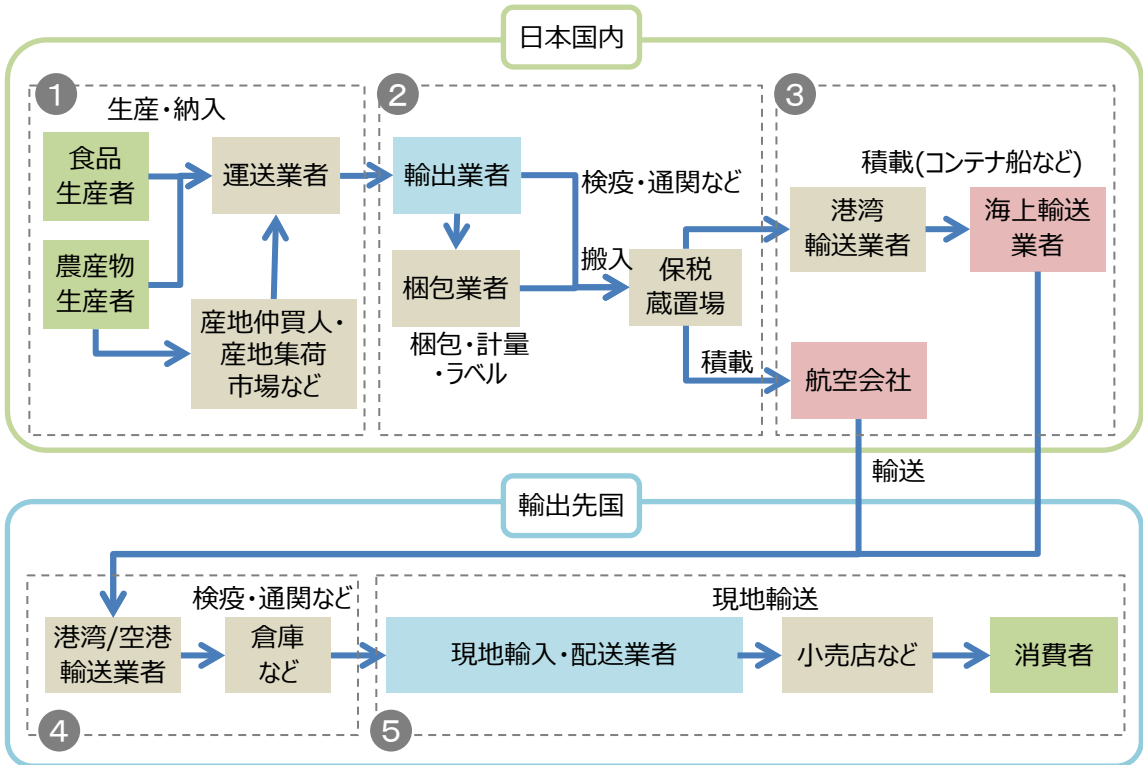 日本国内
1
生産・納入
食品
生産者
農産物
生産者
運送業者
産地仲買人・
産地集荷
市場など
2
輸出業者
梱包業者
梱包・計量
・ラベル
検疫・通関など
搬入
保税
蔵置場
積載
3
積載(コンテナ船など)
港湾
輸送業者
海上輸送
業者
航空会社
輸送
輸出先国
検疫・通関など
港湾/空港
輸送業者
倉庫
など
4
現地輸送
現地輸入・配送業者
小売店など
消費者
5